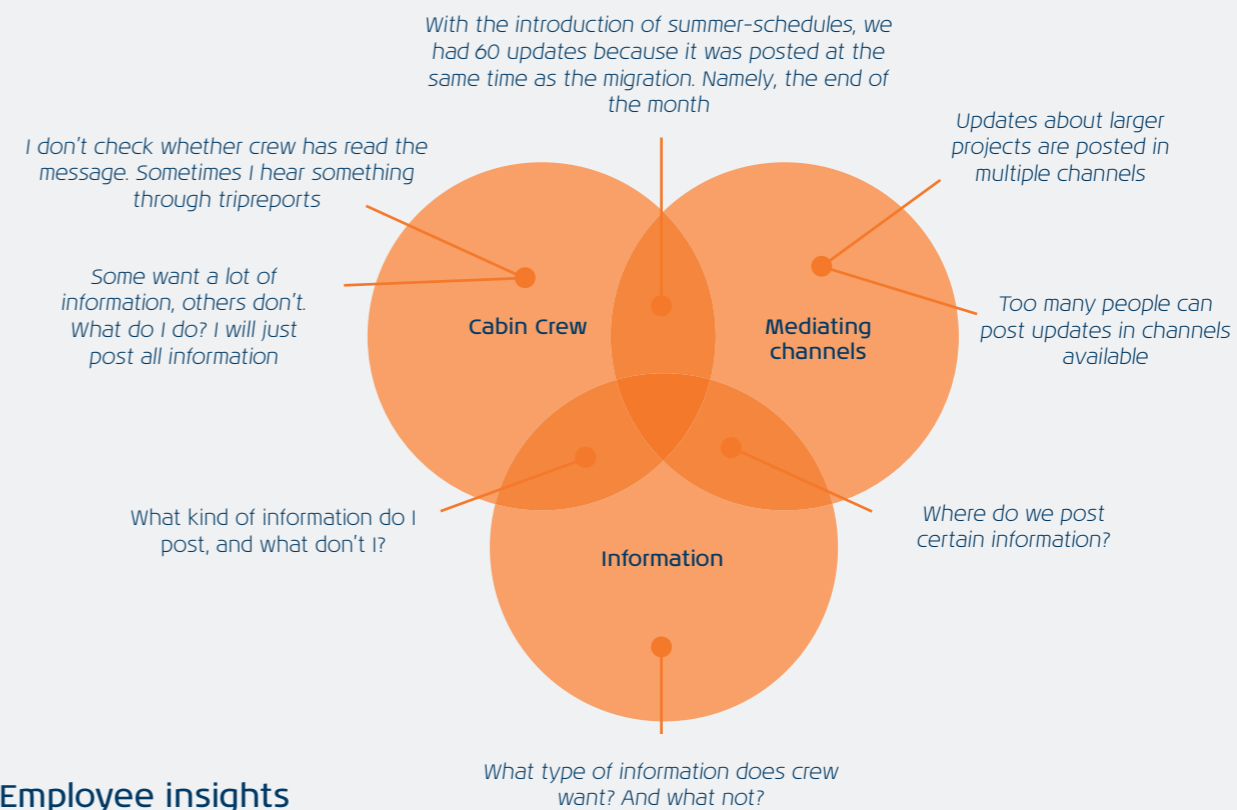 With the introduction of summer-schedules, we
had 60 updates because it was posted at the
same time as the migration. Namely, the end of
the month
I don't check whether crew has read the
message. Sometimes I hear something
through tripreports
Updates about larger
projects are posted in
multiple channels
Some want a lot of
information, others don't.
What do I do? I will just
post all information
Cabin Crew
Mediating
channels
Too many people can
post updates in channels
available
What kind of information do I
post, and what don't I?
Where do we post
certain information?
Information
What type of information does crew
want? And what not?
Employee insights